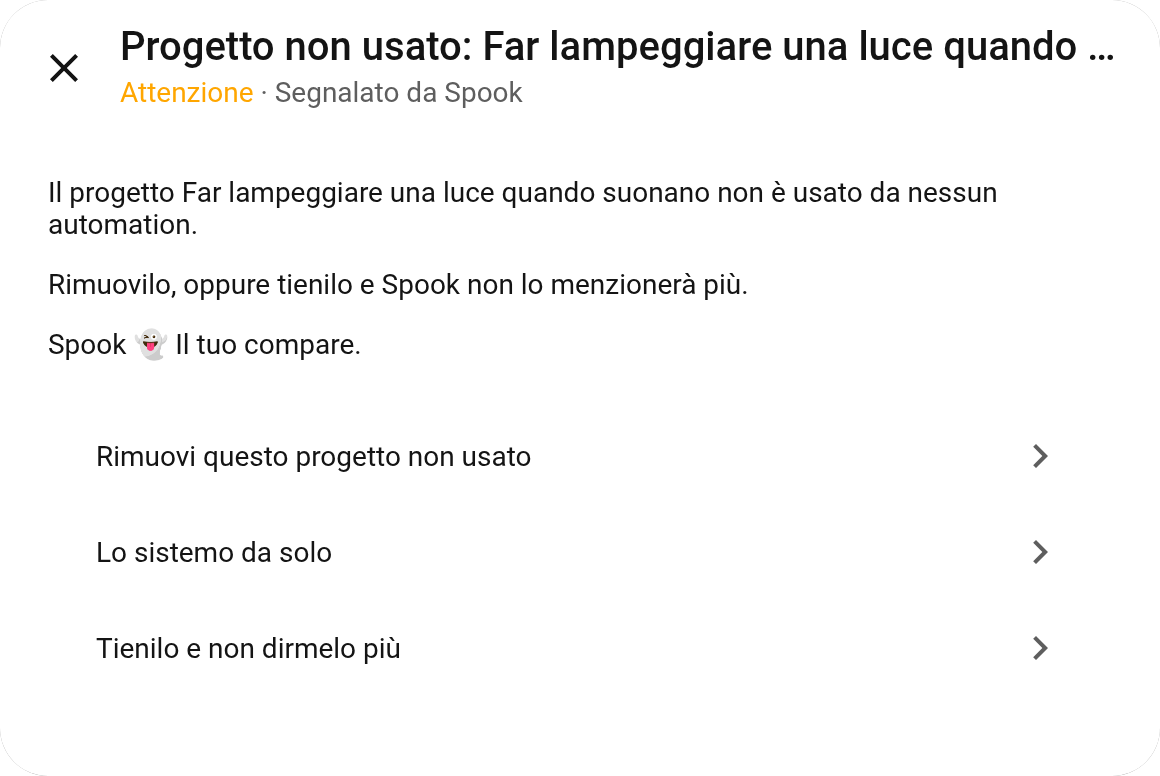 Progetto non usato: Far lampeggiare una luce quando ...
Attenzione · Segnalato da Spook
Il progetto Far lampeggiare una luce quando suonano non è usato da nessun
automation.
Rimuovilo, oppure tienilo e Spook non lo menzionerà più.
Spook 👻 Il tuo compare.
Rimuovi questo progetto non usato
Lo sistemo da solo
Tienilo e non dirmelo più